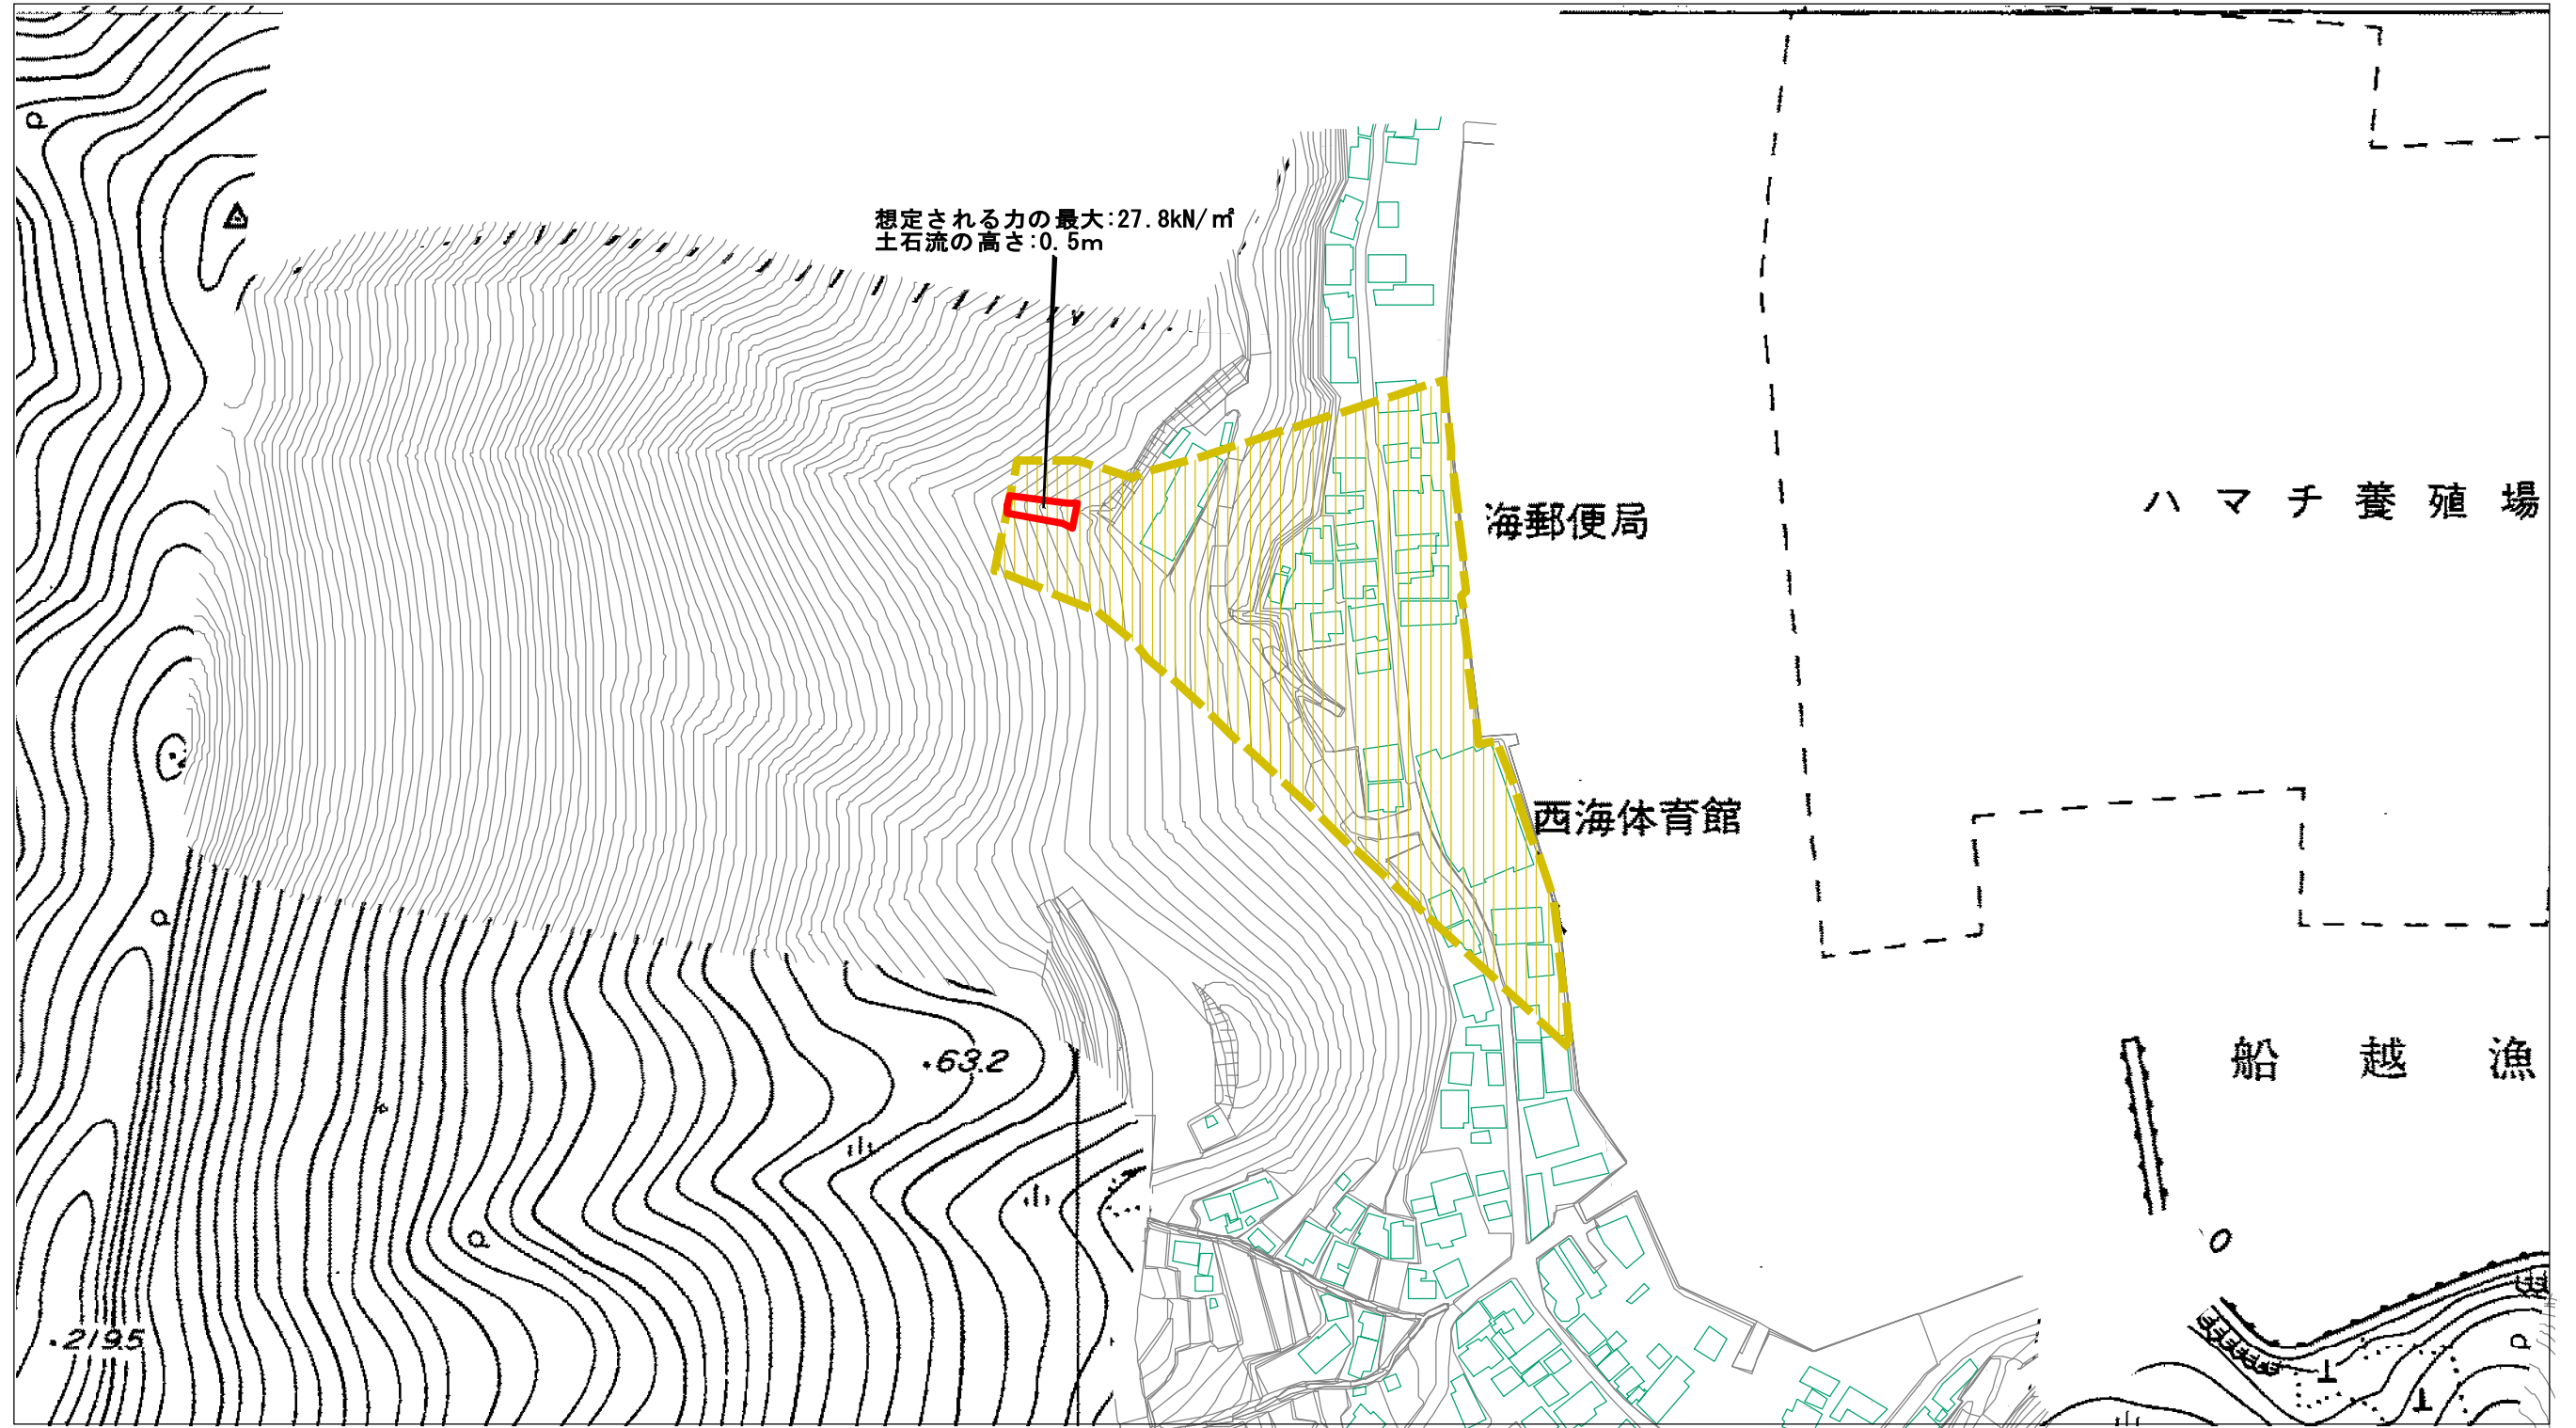 想定される力の最大:27.8kN/㎡
土石流の高さ:0.5m
海郵便局
ハマチ養殖場
西海体育館
船越漁
.63.2
0
.219.5